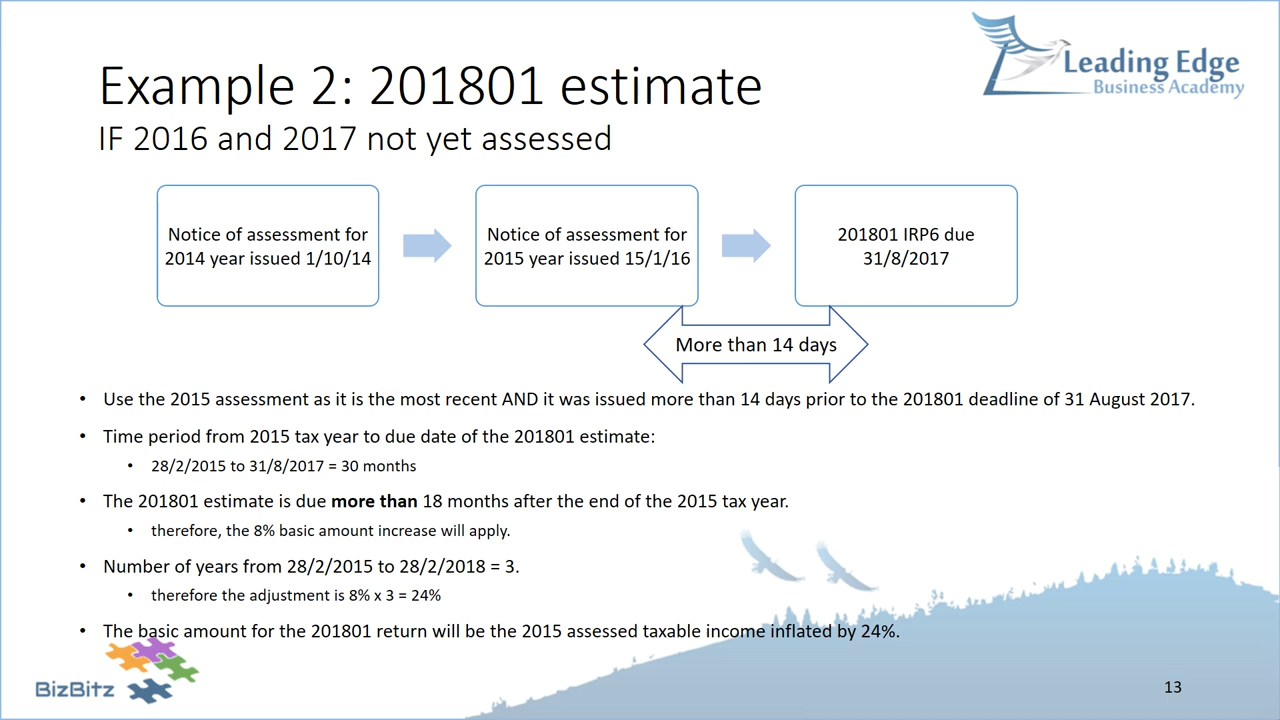 Leading Edge
Business Academy
Example 2: 201801 estimate
IF 2016 and 2017 not yet assessed
Notice of assessment for
2014 year issued 1/10/14
Notice of assessment for
2015 year issued 15/1/16
201801 IRP6 due
31/8/2017
More than 14 days
• Use the 2015 assessment as it is the most recent AND it was issued more than 14 days prior to the 201801 deadline of 31 August 2017.
• Time period from 2015 tax year to due date of the 201801 estimate:
• 28/2/2015 to 31/8/2017 = 30 months
• The 201801 estimate is due more than 18 months after the end of the 2015 tax year.
• therefore, the 8% basic amount increase will apply.
• Number of years from 28/2/2015 to 28/2/2018 = 3.
• therefore the adjustment is 8% x 3 = 24%
• The basic amount for the 201801 return will be the 2015 assessed taxable income inflated by 24%.
BizBitz
13